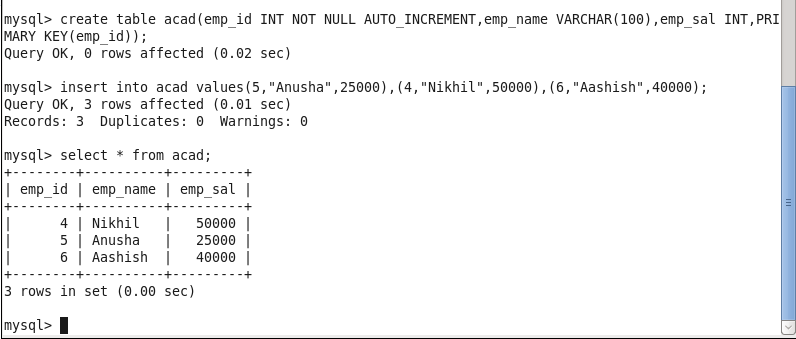 mysql> create table acad(emp_id INT NOT NULL AUTO_INCREMENT,emp_name VARCHAR(100),emp_sal INT,PRI
MARY KEY(emp_id));
Query OK, 0 rows affected (0.02 sec)
mysql> insert into acad values(5,"Anusha",25000),(4,"Nikhil",50000),(6,"Aashish",40000);
Query OK, 3 rows affected (0.01 sec)
Records: 3  Duplicates: 0  Warnings: 0
mysql> select * from acad;
+--------+----------+---------+
| emp_id | emp_name | emp_sal |
+--------+----------+---------+
|      4 | Nikhil   |   50000 |
|      5 | Anusha   |   25000 |
|      6 | Aashish  |   40000 |
+--------+----------+---------+
3 rows in set (0.00 sec)
mysql>